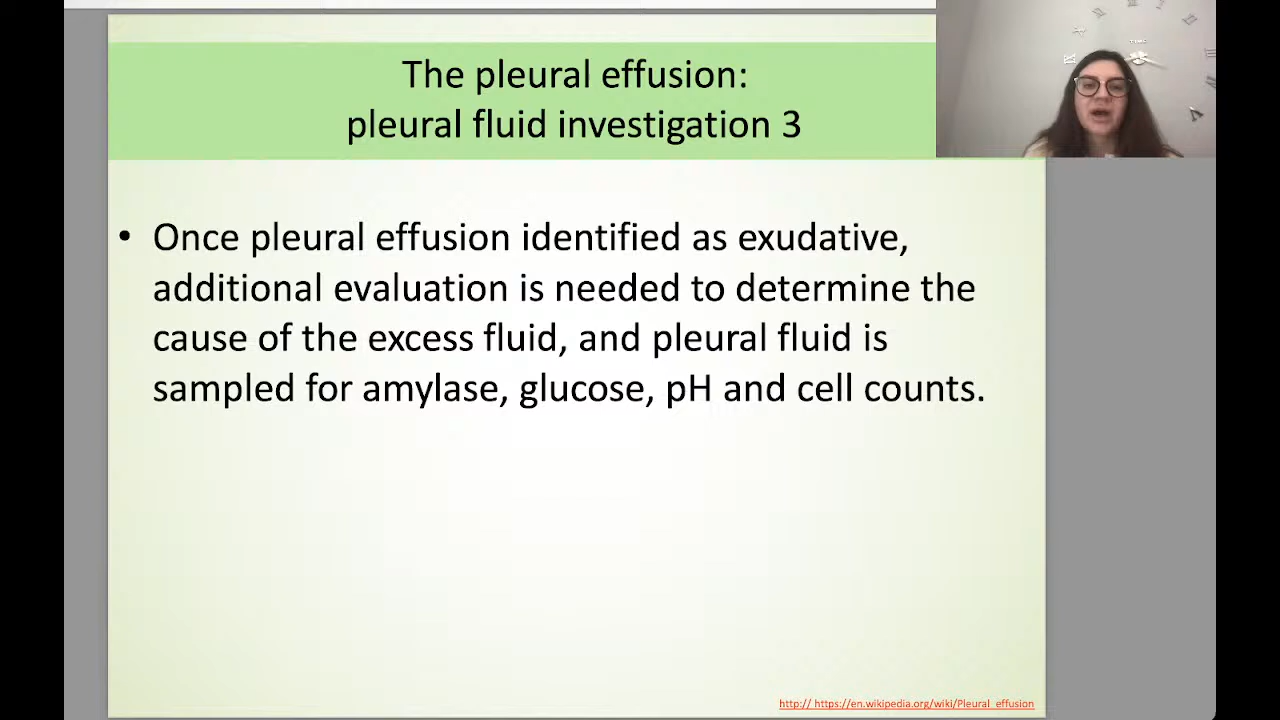 The pleural effusion:
pleural fluid investigation 3
• Once pleural effusion identified as exudative,
additional evaluation is needed to determine the
cause of the excess fluid, and pleural fluid is
sampled for amylase, glucose, pH and cell counts.
http:// https://en.wikipedia.org/wiki/Pleural_effusion